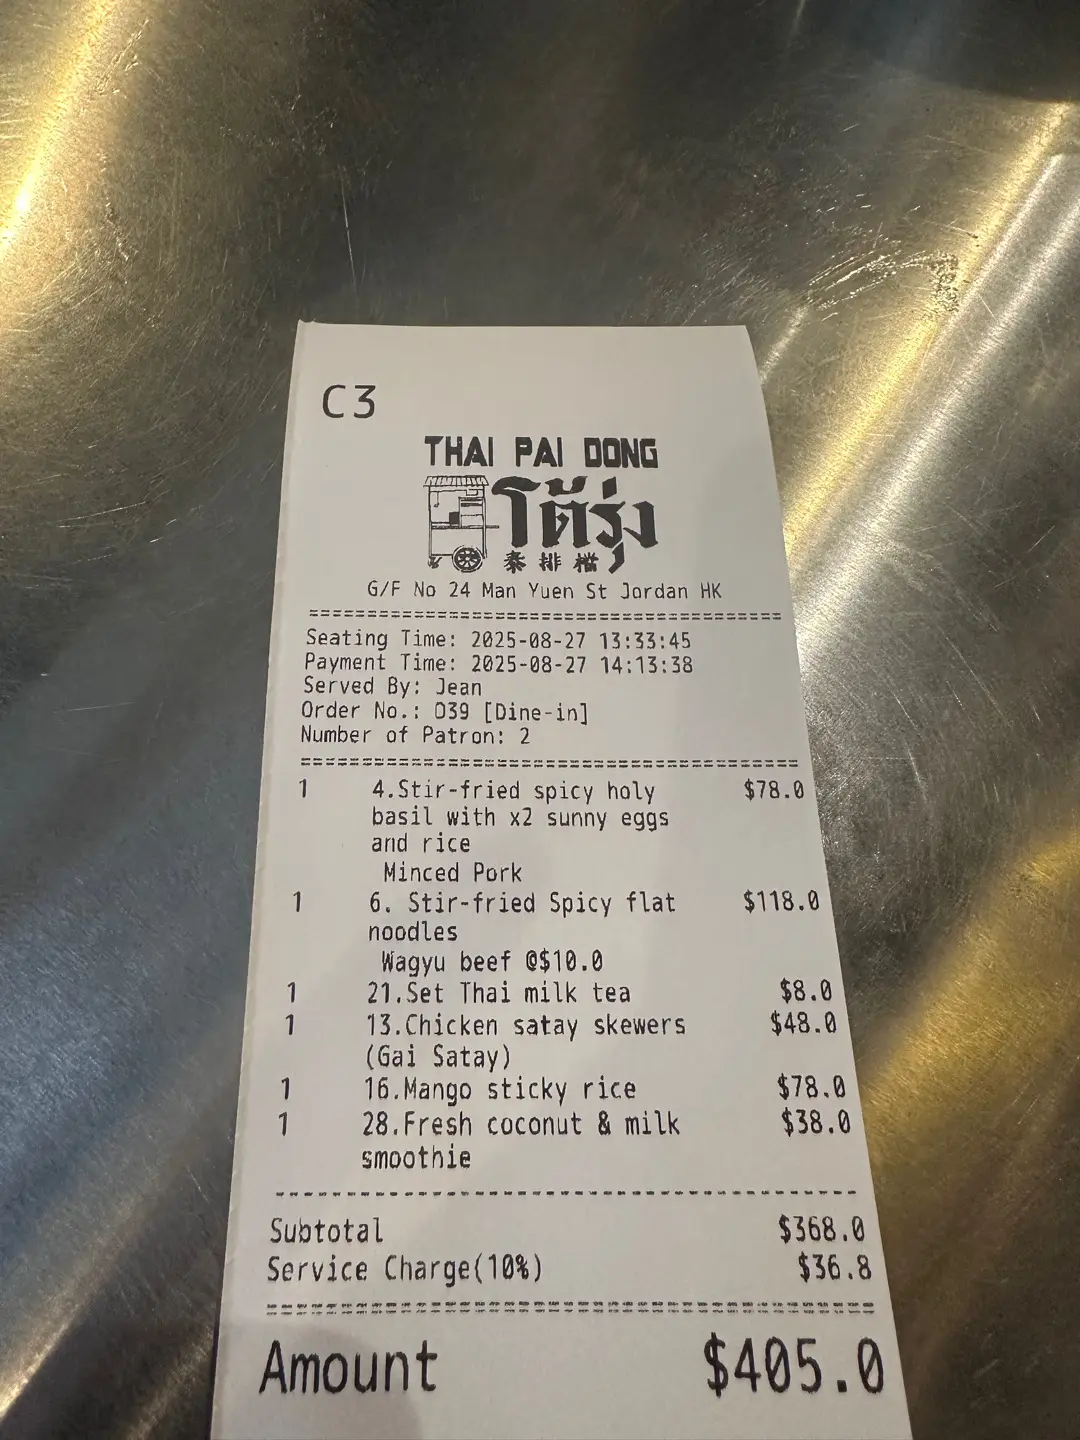 C3
THAI PAI DONG
โต้รุ่ง
泰排檔
G/F No 24 Man Yuen St Jordan HK
==========================================
Seating Time: 2025-08-27 13:33:45
Payment Time: 2025-08-27 14:13:38
Served By: Jean
Order No.: 039 [Dine-in]
Number of Patron: 2
==========================================
1 4.Stir-fried spicy holy $78.0
basil with x2 sunny eggs
and rice
Minced Pork
1 6. Stir-fried Spicy flat $118.0
noodles
Wagyu beef @$10.0
1 21.Set Thai milk tea $8.0
1 13.Chicken satay skewers $48.0
(Gai Satay)
1 16.Mango sticky rice $78.0
1 28.Fresh coconut & milk $38.0
smoothie
------------------------------------------
Subtotal $368.0
Service Charge(10%) $36.8
==========================================
Amount $405.0